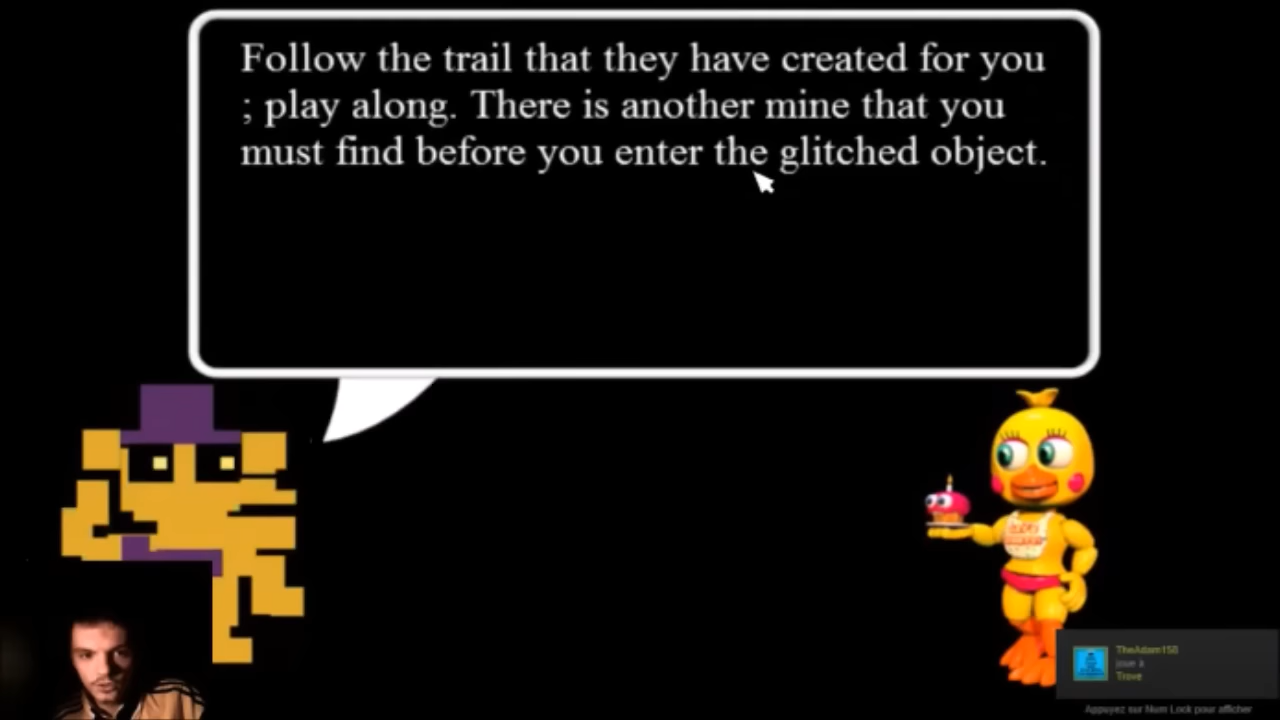 Follow the trail that they have created for you
; play along. There is another mine that you
must find before you enter the glitched object.
TheAdam158
joue à
Trove
Appuyez sur Num Lock pour afficher